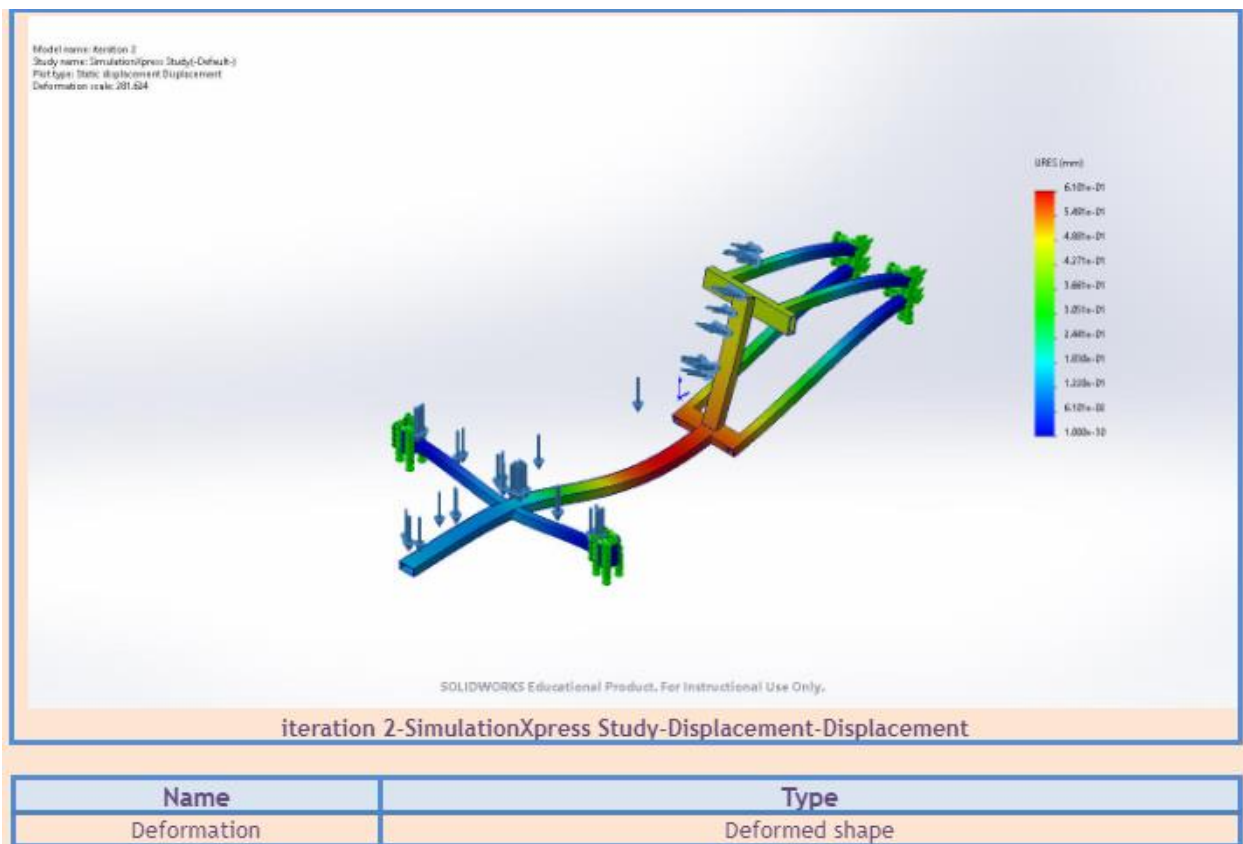 Model name: iteration 2
Study name: SimulationXpress Study(-Default-)
Plot type: Static displacement Displacement
Deformation scale: 281.624
URES (mm)
6.101e-01
5.491e-01
4.881e-01
4.271e-01
3.661e-01
3.051e-01
2.441e-01
1.830e-01
1.220e-01
6.101e-02
1.000e-30
SOLIDWORKS Educational Product. For Instructional Use Only.
iteration 2-SimulationXpress Study-Displacement-Displacement
Name Type
Deformation Deformed shape